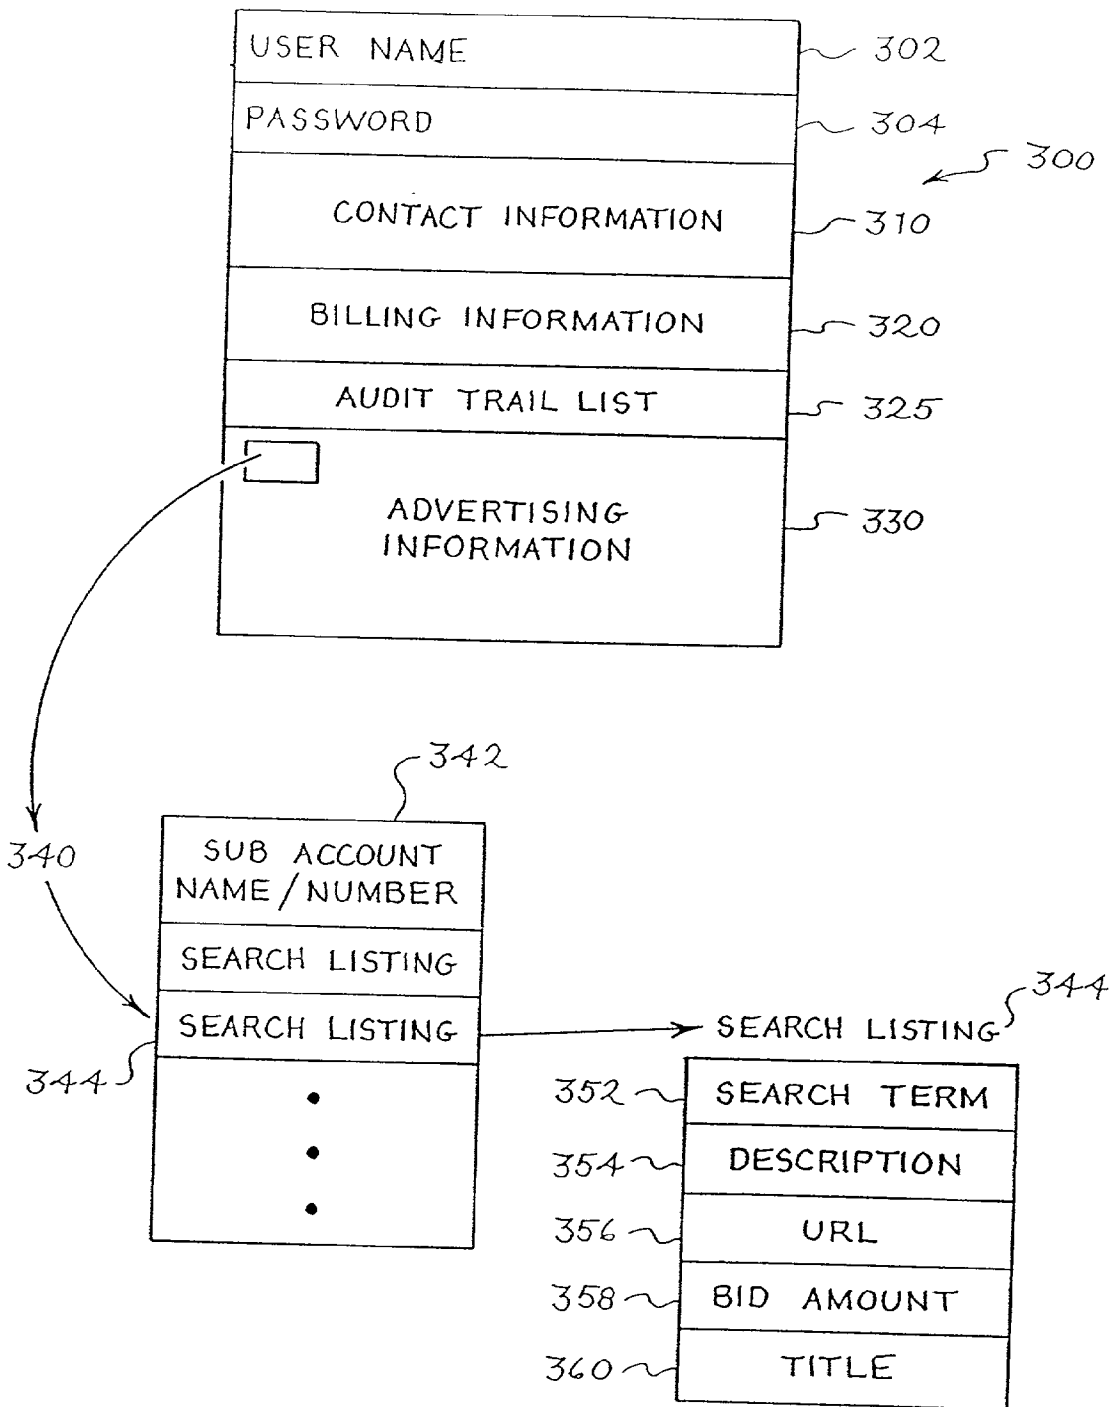 USER NAME 302
PASSWORD 304
300
CONTACT INFORMATION 310
BILLING INFORMATION 320
AUDIT TRAIL LIST 325
ADVERTISING
INFORMATION
330
342
340
SUB ACCOUNT
NAME/NUMBER
SEARCH LISTING
SEARCH LISTING
344
SEARCH LISTING 344
352 SEARCH TERM
354 DESCRIPTION
356 URL
358 BID AMOUNT
360 TITLE